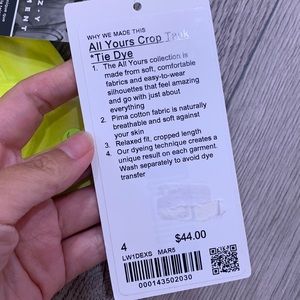 WHY WE MADE THIS
All Yours Crop Tank
*Tie Dye
1. The All Yours collection is
made from soft, comfortable
fabrics and easy-to-wear
silhouettes that feel amazing
and go with just about
everything
2. Pima cotton fabric is naturally
breathable and soft against
your skin
3. Relaxed fit, cropped length
4. Our dyeing technique creates a
unique result on each garment.
Wash separately to avoid dye
transfer
4
$44.00
LW1DEXS MAR5
000143502030